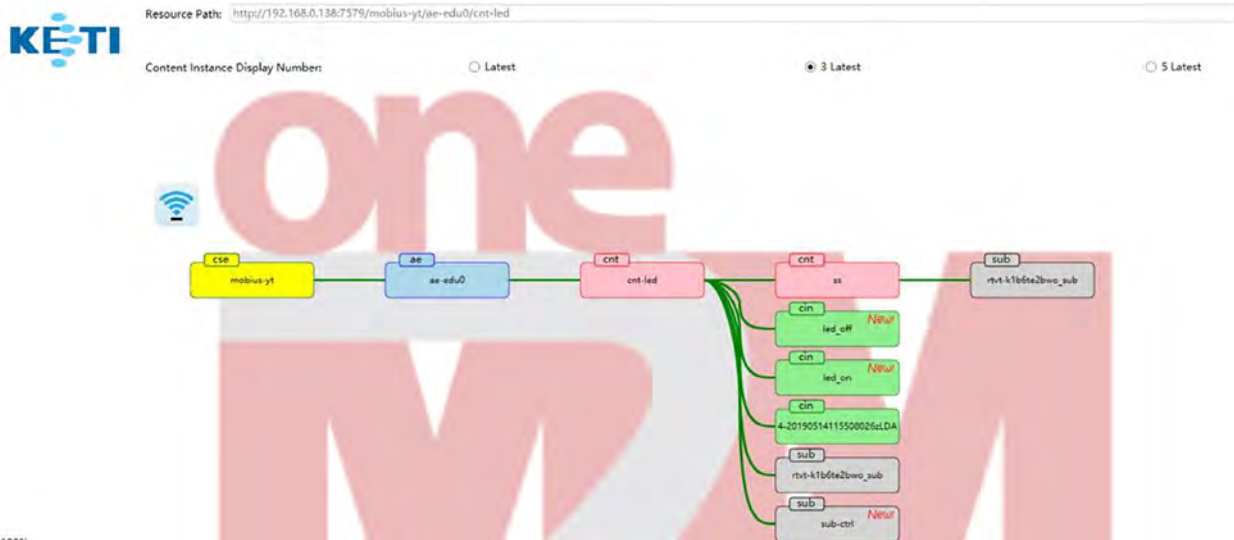 KETI
Resource Path: http://192.168.0.138:7579/mobius-yt/ae-edu0/cnt-led
Content Instance Display Number: Latest 3 Latest 5 Latest
one
M2M
cse
mobius-yt
ae
ae-edu0
cnt
cnt-led
cnt
ss
sub
rtvt-k1b6te2bwo_sub
cin
led_off
New!
cin
led_on
New!
cin
4-20190514115508026zLDA
sub
rtvt-k1b6te2bwo_sub
sub
sub-ctrl
New!